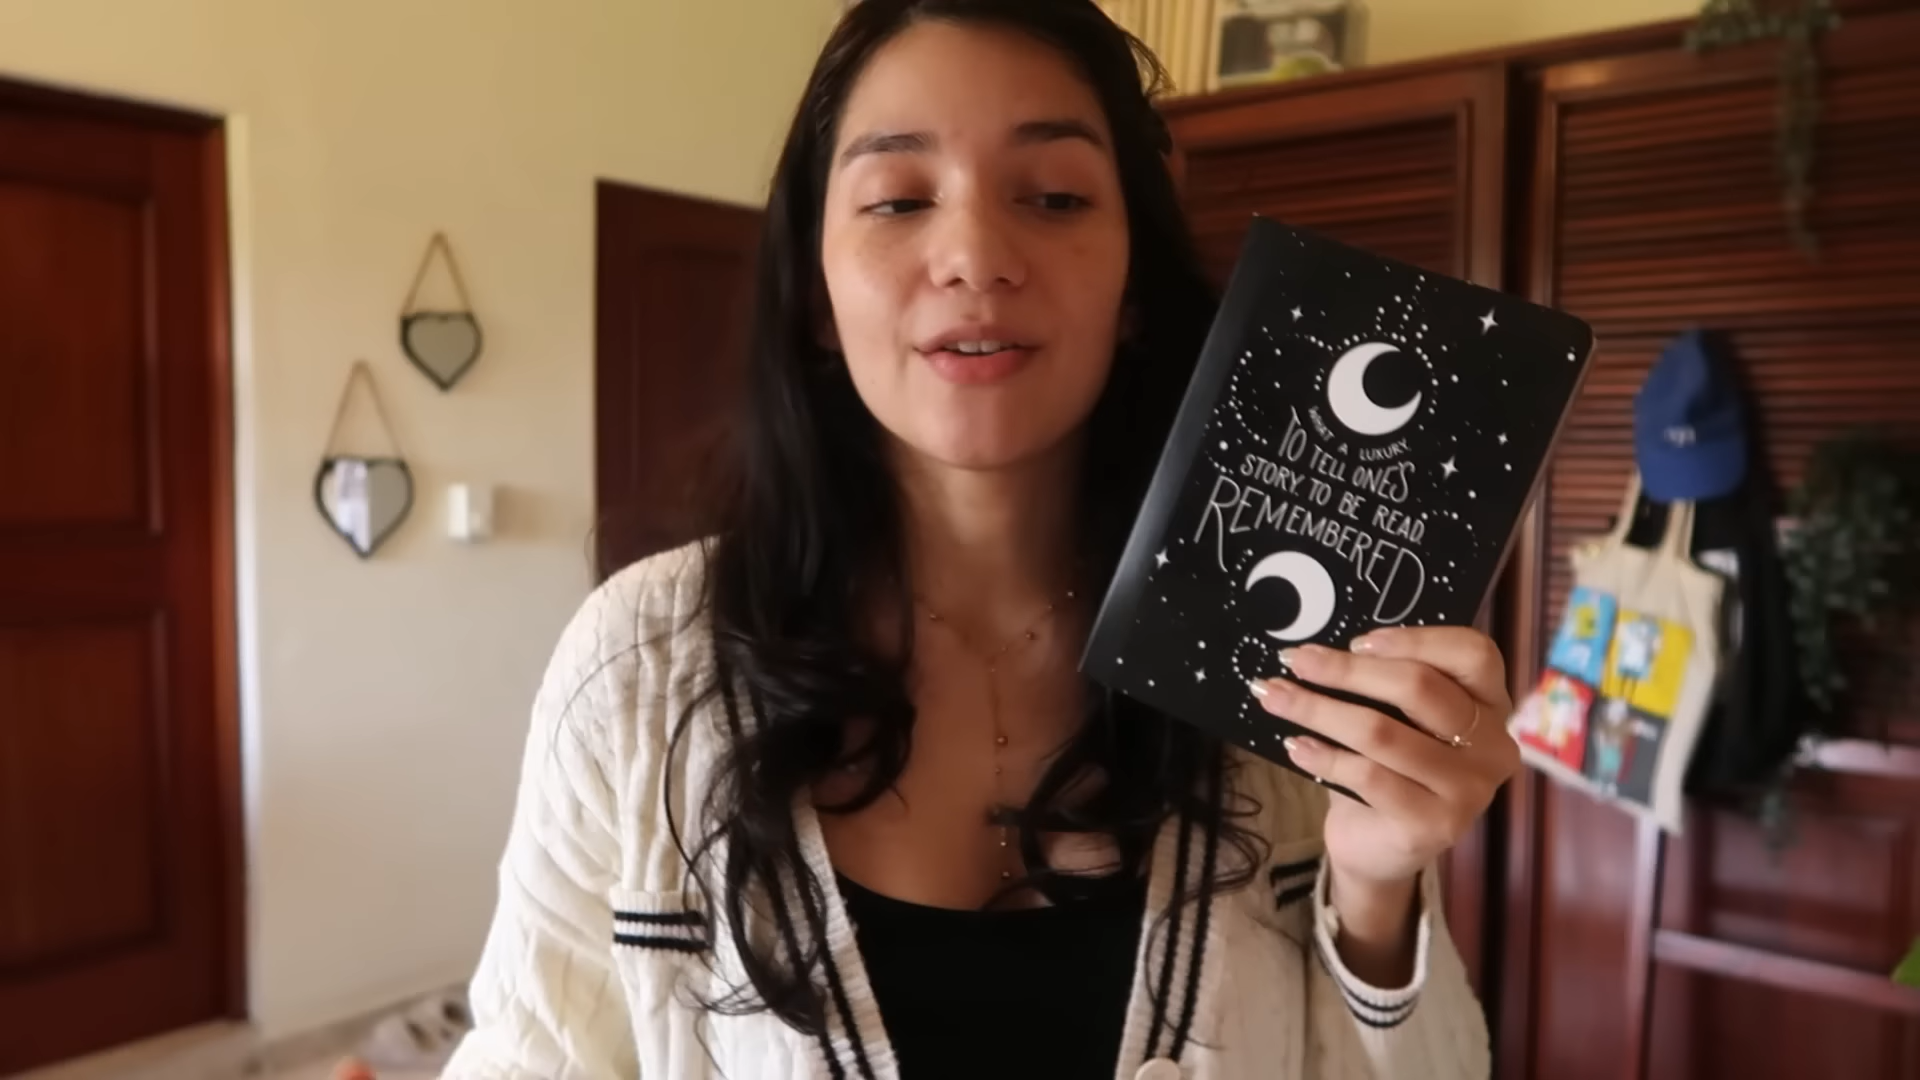 WHAT A LUXURY,
TO TELL ONE'S
STORY. TO BE READ,
REMEMBERED